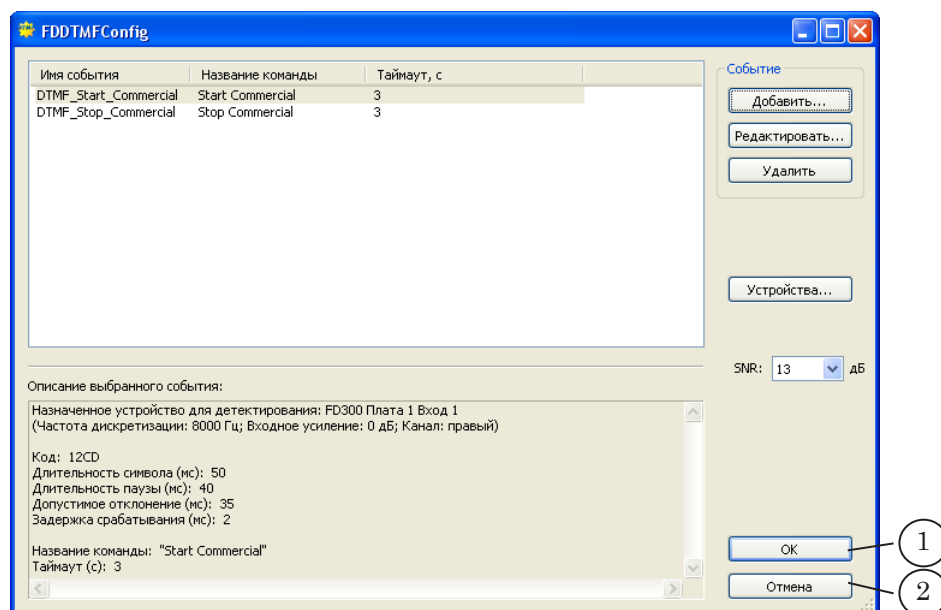 FDDTMFConfig
Имя события Название команды Таймаут, с
DTMF_Start_Commercial Start Commercial 3
DTMF_Stop_Commercial Stop Commercial 3
Событие
Добавить...
Редактировать...
Удалить
Устройства...
SNR: 13 дБ
Описание выбранного события:
Назначенное устройство для детектирования: FD300 Плата 1 Вход 1
(Частота дискретизации: 8000 Гц; Входное усиление: 0 дБ; Канал: правый)
Код: 12CD
Длительность символа (мс): 50
Длительность паузы (мс): 40
Допустимое отклонение (мс): 35
Задержка срабатывания (мс): 2
Название команды: "Start Commercial"
Таймаут (с): 3
OK
Отмена
1
2